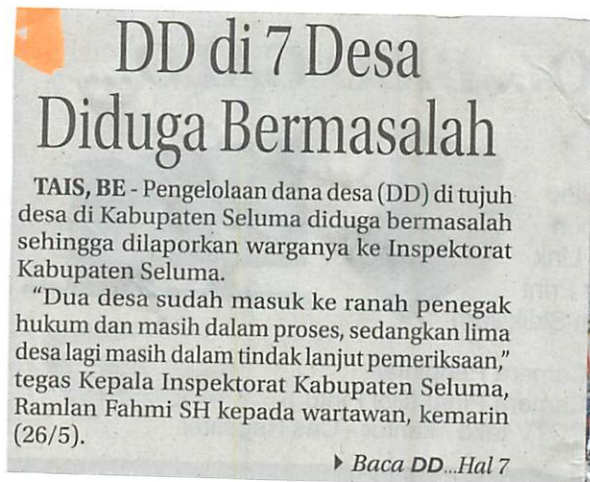 DD di 7 Desa
Diduga Bermasalah
TAIS, BE - Pengelolaan dana desa (DD) di tujuh
desa di Kabupaten Seluma diduga bermasalah
sehingga dilaporkan warganya ke Inspektorat
Kabupaten Seluma.
“Dua desa sudah masuk ke ranah penegak
hukum dan masih dalam proses, sedangkan lima
desa lagi masih dalam tindak lanjut pemeriksaan,”
tegas Kepala Inspektorat Kabupaten Seluma,
Ramlan Fahmi SH kepada wartawan, kemarin
(26/5).
Baca DD...Hal 7